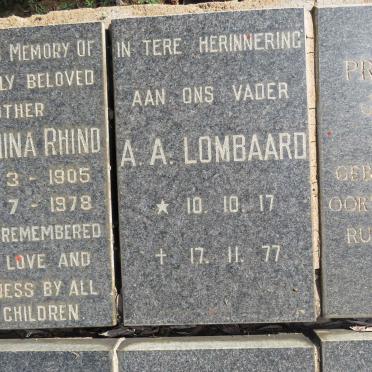 MEMORY OF
LY BELOVED
OTHER
INA RHIND
3 - 1905
7 - 1978
REMEMBERED
LOVE AND
NESS BY ALL
CHILDREN
IN TERE HERINNERING
AAN ONS VADER
A. A. LOMBAARD
★ 10. 10. 17
† 17. 11. 77
PR
GEB
OOR
RU